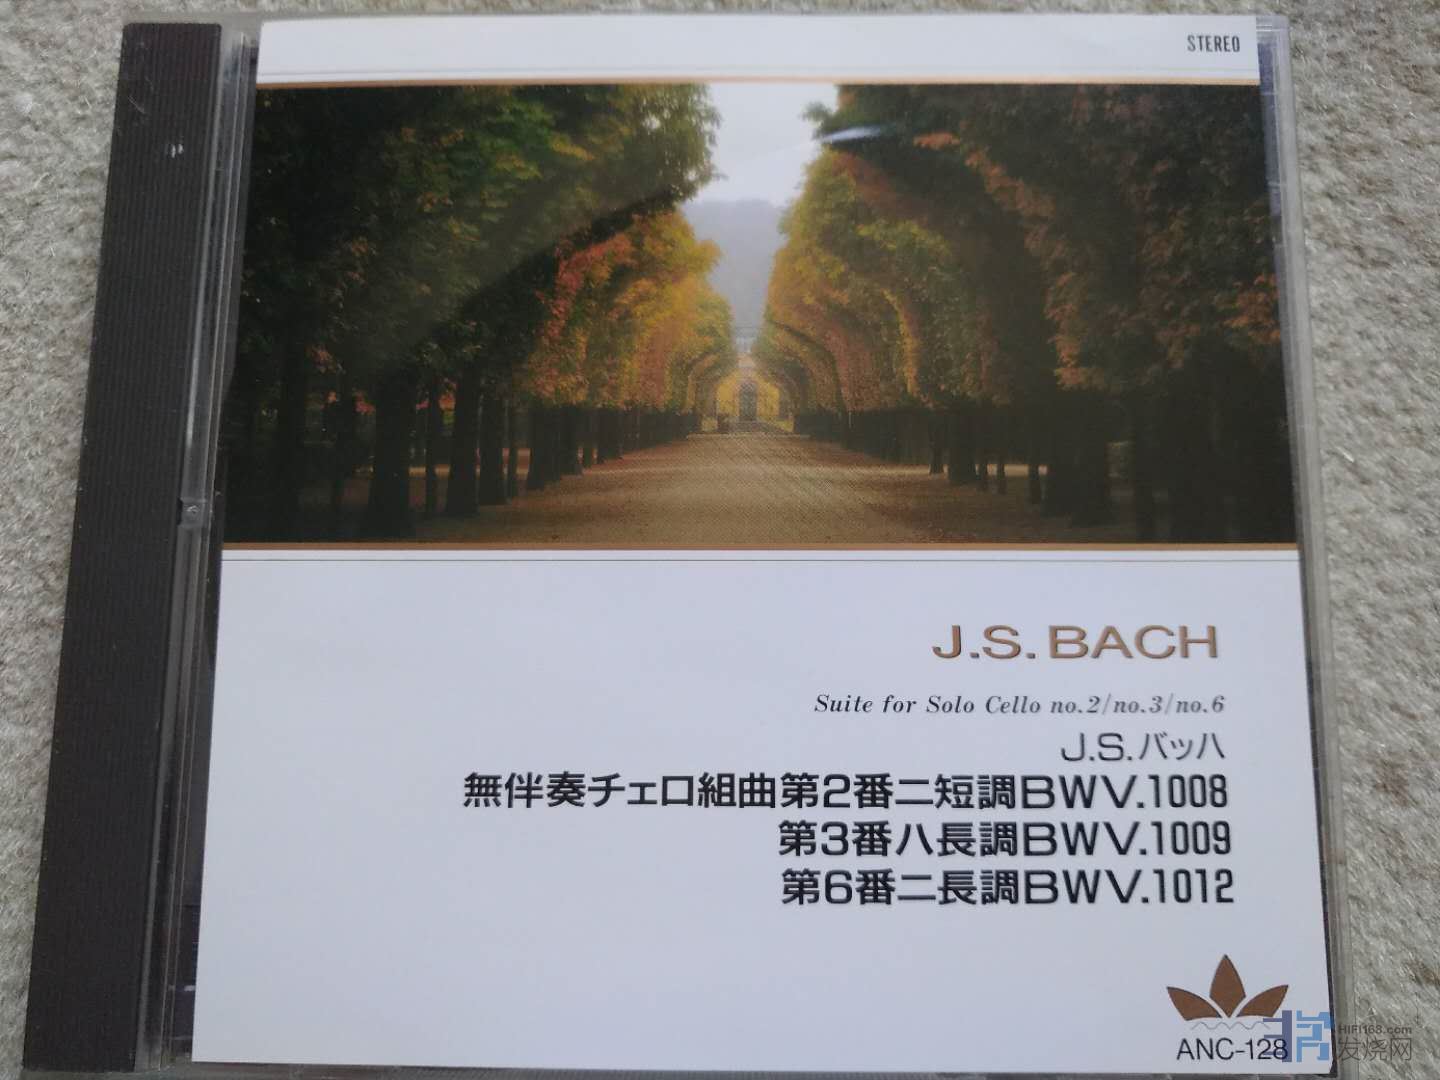 STEREO
J.S.BACH
Suite for Solo Cello no.2/no.3/no.6
J.S.バッハ
無伴奏チェロ組曲第2番ニ短調BWV.1008
第3番ハ長調BWV.1009
第6番ニ長調BWV.1012
ANC-128
HIFI168.com
发烧网